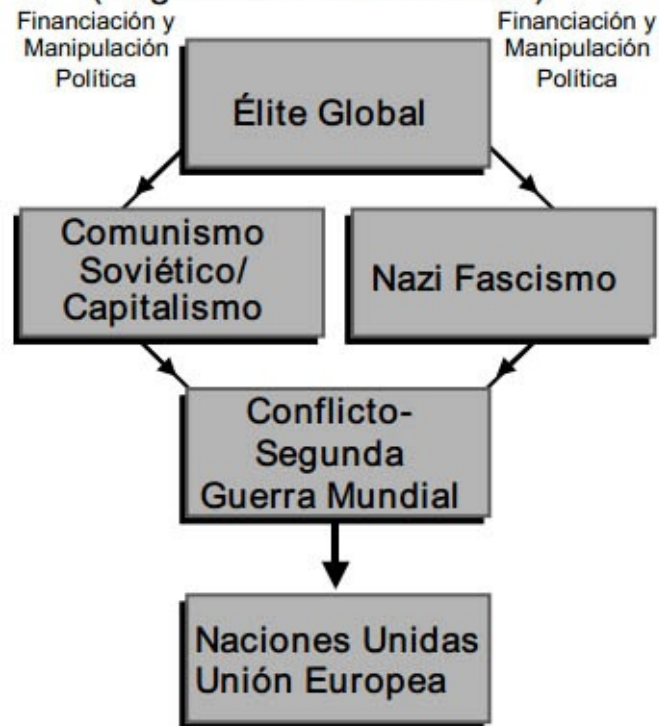 Financiación y
Manipulación
Política
Financiación y
Manipulación
Política
Élite Global
Comunismo
Soviético/
Capitalismo
Nazi Fascismo
Conflicto-
Segunda
Guerra Mundial
Naciones Unidas
Unión Europea